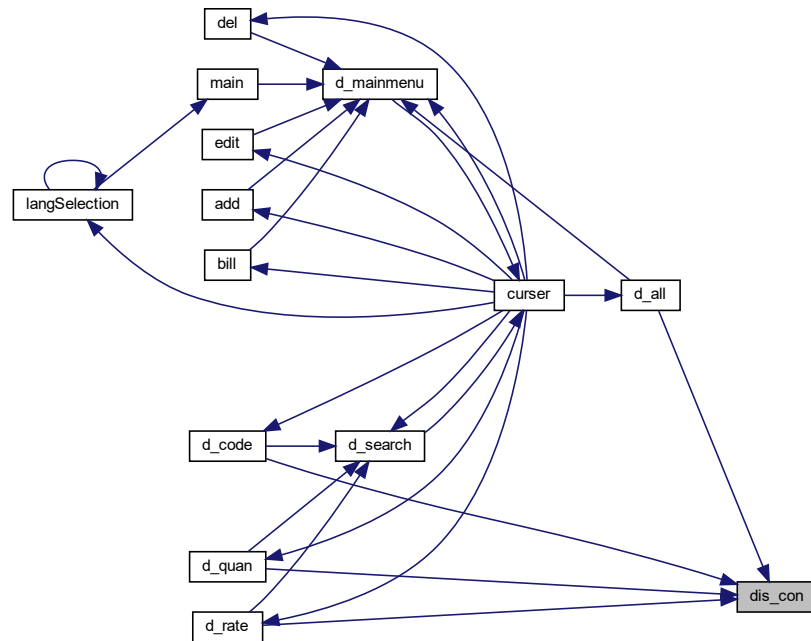 del
main
d_mainmenu
edit
langSelection
add
bill
curser
d_all
d_code
d_search
d_quan
dis_con
d_rate